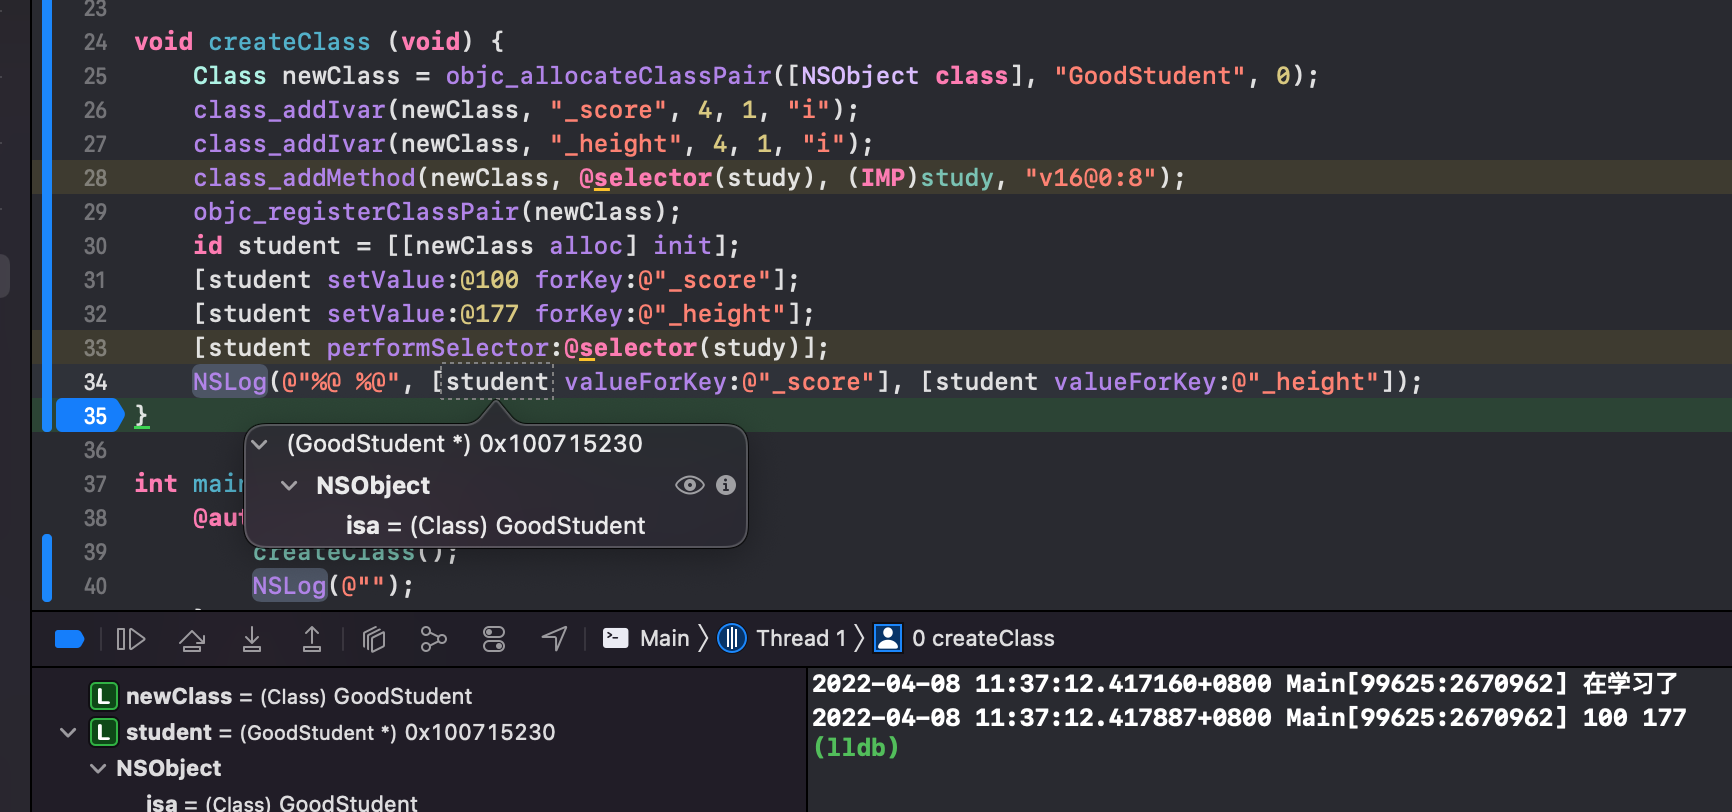 23
24 void createClass (void) {
25 Class newClass = objc_allocateClassPair([NSObject class], "GoodStudent", 0);
26 class_addIvar(newClass, "_score", 4, 1, "i");
27 class_addIvar(newClass, "_height", 4, 1, "i");
28 class_addMethod(newClass, @selector(study), (IMP)study, "v16@0:8");
29 objc_registerClassPair(newClass);
30 id student = [[newClass alloc] init];
31 [student setValue:@100 forKey:@"_score"];
32 [student setValue:@177 forKey:@"_height"];
33 [student performSelector:@selector(study)];
34 NSLog(@"%@ %@", [student valueForKey:@"_score"], [student valueForKey:@"_height"]);
35 }
36 (GoodStudent *) 0x100715230
37 int main
NSObject
38 @aut
isa = (Class) GoodStudent
39 createClass();
40 NSLog(@"");
Main Thread 1 0 createClass
L newClass = (Class) GoodStudent
L student = (GoodStudent *) 0x100715230
NSObject
isa = (Class) GoodStudent
2022-04-08 11:37:12.417160+0800 Main[99625:2670962] 在学习了
2022-04-08 11:37:12.417887+0800 Main[99625:2670962] 100 177
(lldb)